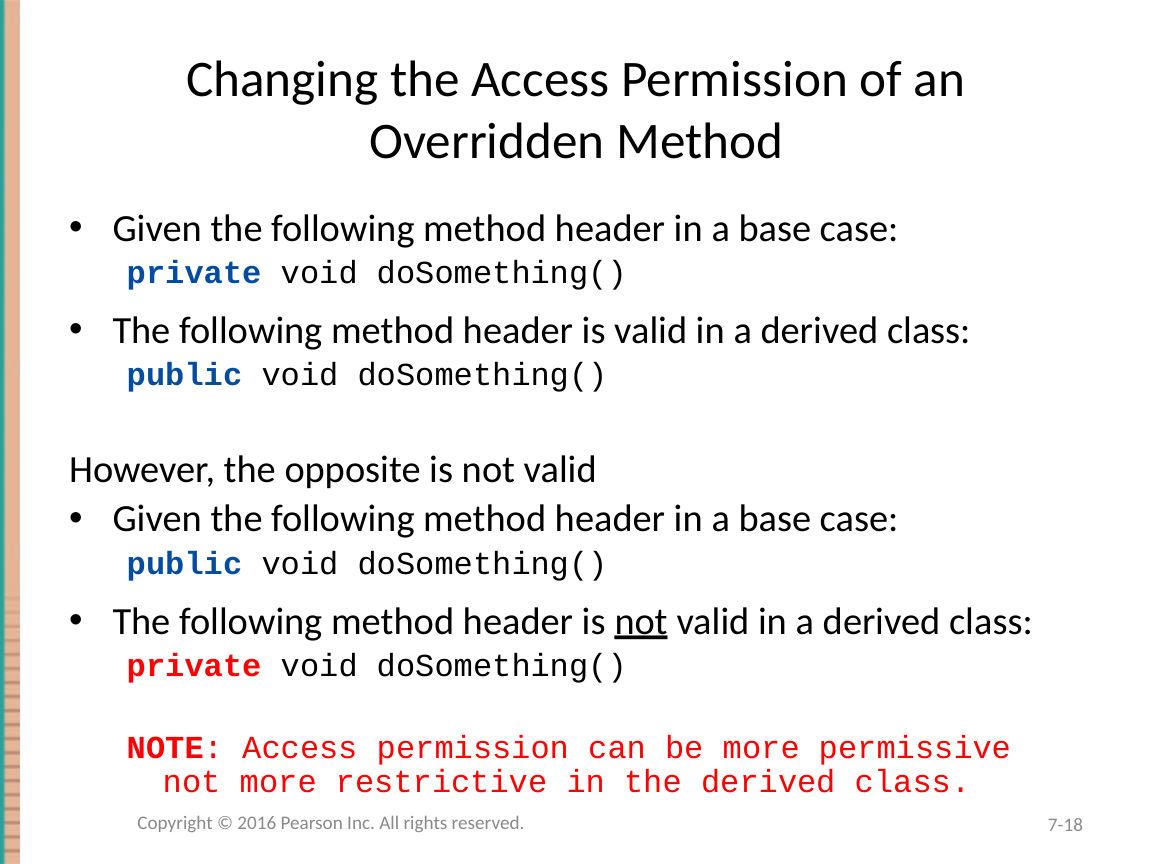 Changing the Access Permission of an
Overridden Method
• Given the following method header in a base case:
private void doSomething()
• The following method header is valid in a derived class:
public void doSomething()
However, the opposite is not valid
• Given the following method header in a base case:
public void doSomething()
• The following method header is not valid in a derived class:
private void doSomething()
NOTE: Access permission can be more permissive
not more restrictive in the derived class.
Copyright © 2016 Pearson Inc. All rights reserved.
7-18